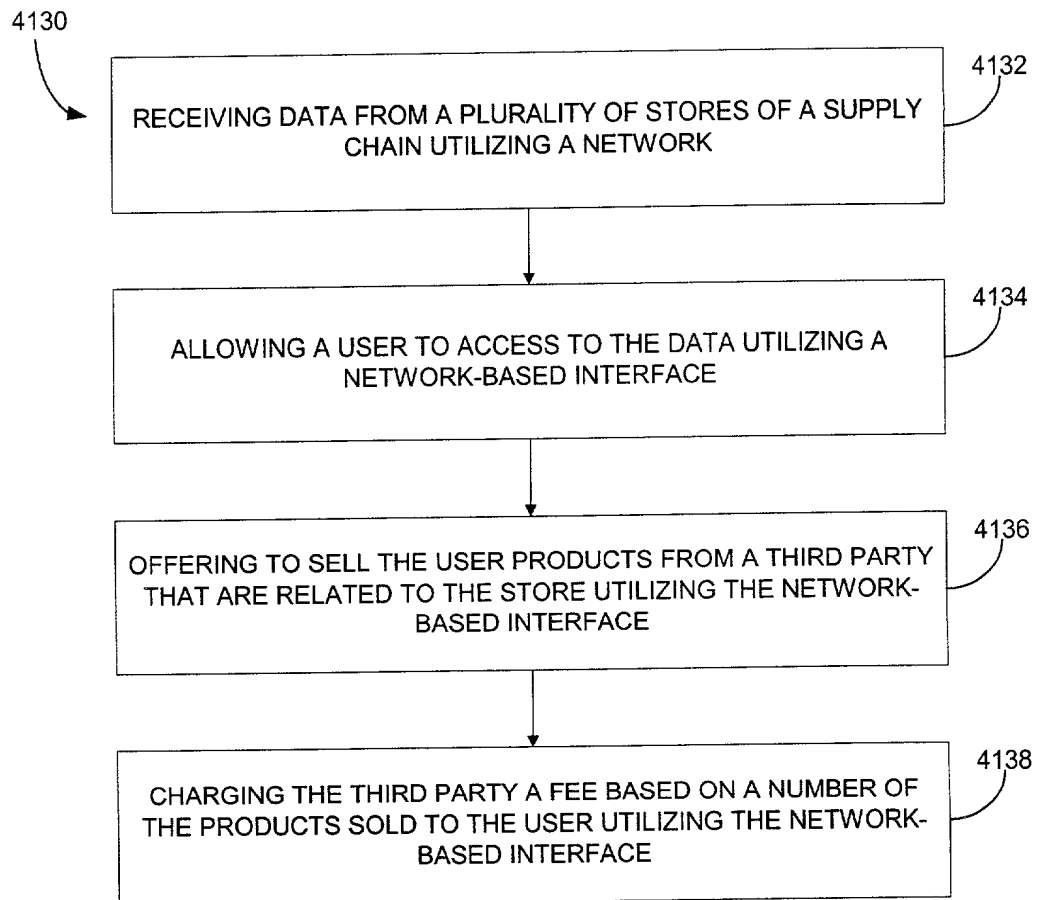 4130
4132
RECEIVING DATA FROM A PLURALITY OF STORES OF A SUPPLY
CHAIN UTILIZING A NETWORK
4134
ALLOWING A USER TO ACCESS TO THE DATA UTILIZING A
NETWORK-BASED INTERFACE
4136
OFFERING TO SELL THE USER PRODUCTS FROM A THIRD PARTY
THAT ARE RELATED TO THE STORE UTILIZING THE NETWORK-
BASED INTERFACE
4138
CHARGING THE THIRD PARTY A FEE BASED ON A NUMBER OF
THE PRODUCTS SOLD TO THE USER UTILIZING THE NETWORK-
BASED INTERFACE